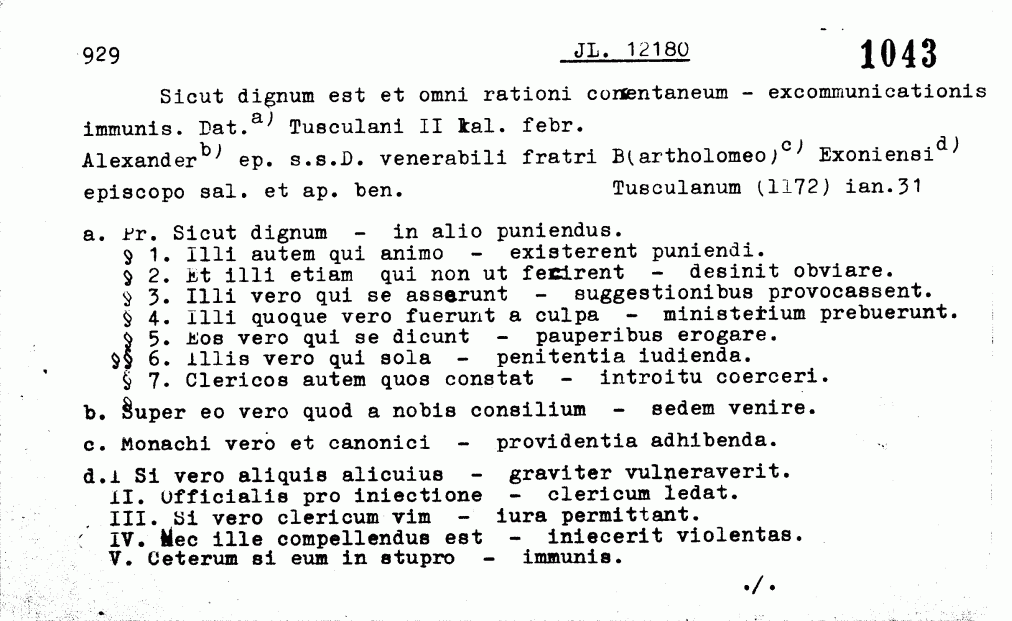 929 JL. 12180 1043
Sicut dignum est et omni rationi consentaneum - excommunicationis
immunis. Dat.a) Tusculani II kal. febr.
Alexander b) ep. s.s.D. venerabili fratri B(artholomeo)c) Exoniensi d)
episcopo sal. et ap. ben. Tusculanum (1172) ian.31
a. Pr. Sicut dignum - in alio puniendus.
§ 1. Illi autem qui animo - existerent puniendi.
§ 2. Et illi etiam qui non ut fecirent - desinit obviare.
§ 3. Illi vero qui se asserunt - suggestionibus provocassent.
§ 4. Illi quoque vero fuerunt a culpa - ministerium prebuerunt.
§ 5. Eos vero qui se dicunt - pauperibus erogare.
§§ 6. Illis vero qui sola - penitentia iudienda.
§ 7. Clericos autem quos constat - introitu coerceri.
b. Super eo vero quod a nobis consilium - sedem venire.
c. Monachi vero et canonici - providentia adhibenda.
d.I Si vero aliquis alicuius - graviter vulneraverit.
II. Officialis pro iniectione - clericum ledat.
III. Si vero clericum vim - iura permittant.
IV. Nec ille compellendus est - iniecerit violentas.
V. Ceterum si eum in stupro - immunis.
./.